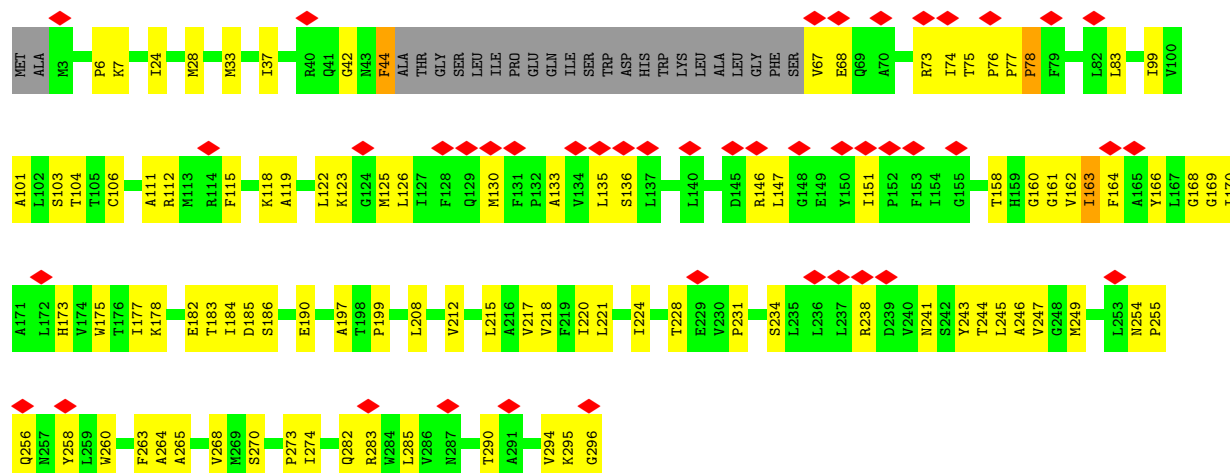 MET ALA M3 P6 K7 I24 M28 M33 I37 R40 Q41 G42 N43 F44 ALA THR GLY SER LEU ILE PRO GLU GLN ILE SER TRP ASP HIS TRP LYS LEU ALA LEU GLY PHE SER V67 E68 Q69 A70 R73 I74 T75 P76 P77 P78 F79 L82 L83 I99 V100
A101 L102 S103 T104 T105 C106 A111 R112 M113 R114 F115 K118 A119 L122 K123 G124 M125 L126 I127 F128 Q129 M130 F131 P132 A133 V134 L135 S136 L137 L140 D145 R146 L147 G148 E149 Y150 I151 P152 F153 I154 G155 T158 H159 G160 G161 V162 I163 F164 A165 Y166 L167 G168 G169 I170
A171 L172 H173 V174 W175 T176 I177 K178 E182 T183 I184 D185 S186 E190 A197 T198 P199 L208 V212 L215 A216 V217 V218 F219 I220 L221 I224 T228 E229 V230 P231 S234 L235 L236 L237 R238 D239 V240 N241 S242 Y243 T244 L245 A246 V247 G248 M249 L253 N254 P255
Q256 N257 Y258 L259 W260 F263 A264 A265 V268 M269 S270 P273 I274 Q282 R283 W284 L285 V286 N287 T290 A291 V294 K295 G296